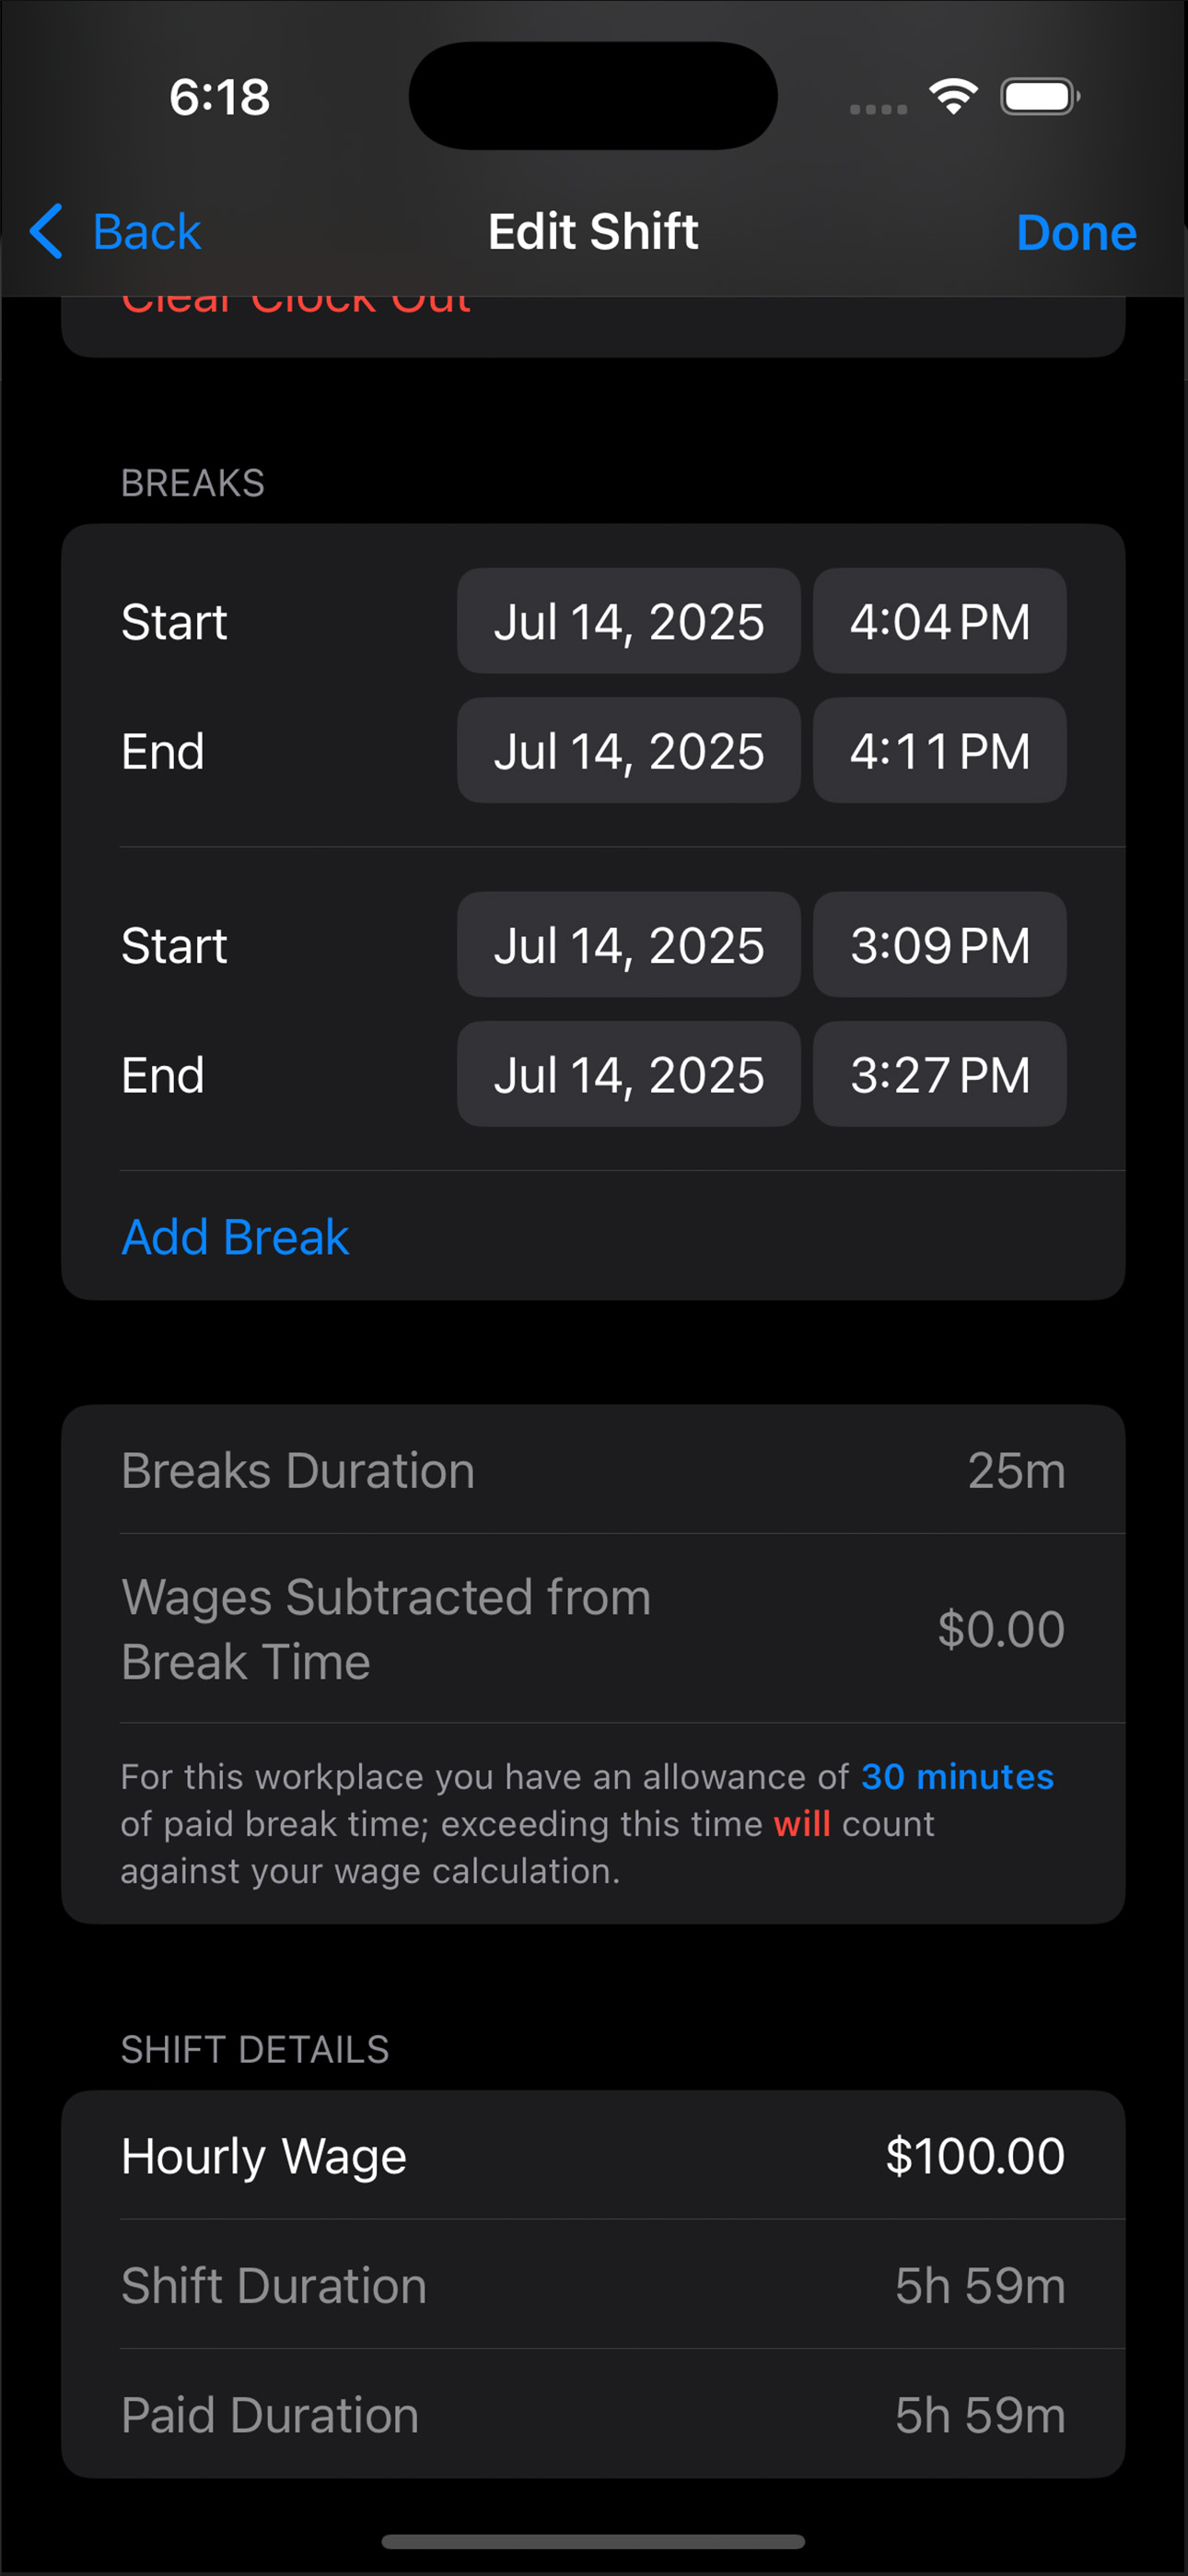 6:18
Back
Edit Shift
Done
Clear Clock Out
BREAKS
Start Jul 14, 2025 4:04 PM
End Jul 14, 2025 4:11 PM
Start Jul 14, 2025 3:09 PM
End Jul 14, 2025 3:27 PM
Add Break
Breaks Duration 25m
Wages Subtracted from
Break Time
$0.00
For this workplace you have an allowance of 30 minutes
of paid break time; exceeding this time will count
against your wage calculation.
SHIFT DETAILS
Hourly Wage $100.00
Shift Duration 5h 59m
Paid Duration 5h 59m